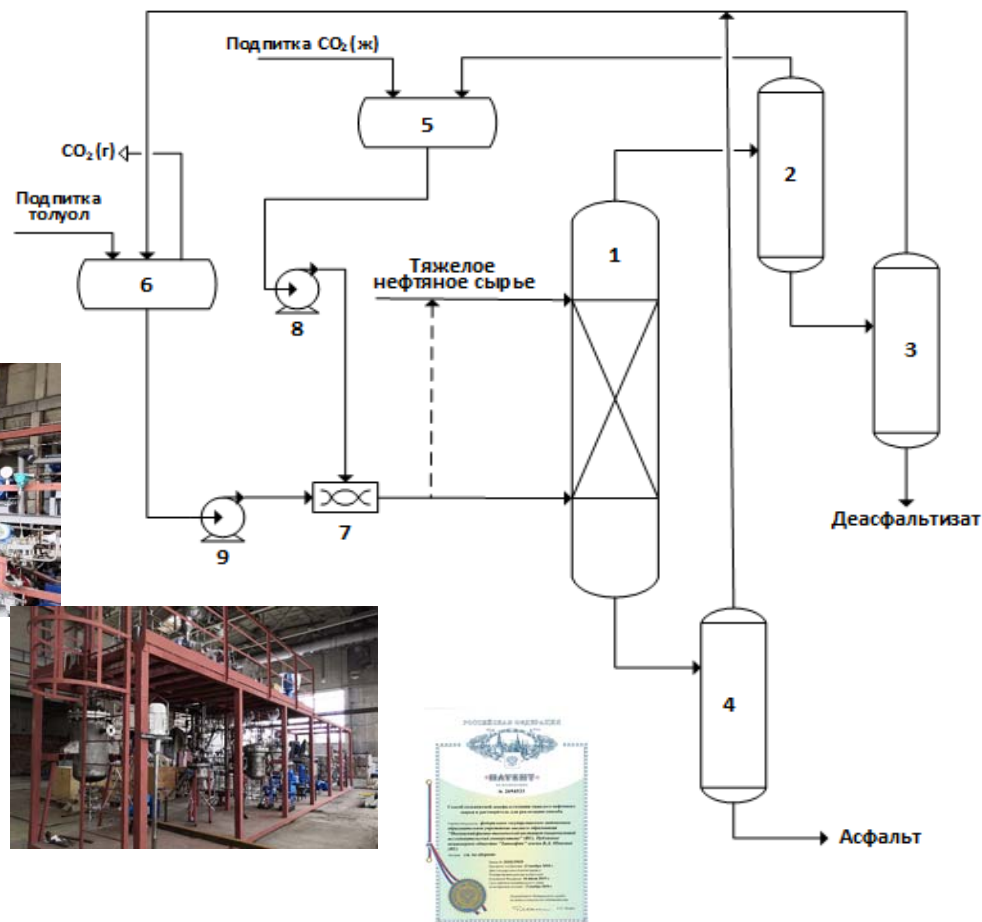 Подпитка CO₂(ж)
5
2
CO₂(г)
Подпитка
толуол
1
Тяжелое
нефтяное сырье
6
8
3
Деасфальтизат
9
7
4
РОССИЙСКАЯ ФЕДЕРАЦИЯ
ПАТЕНТ
Асфальт